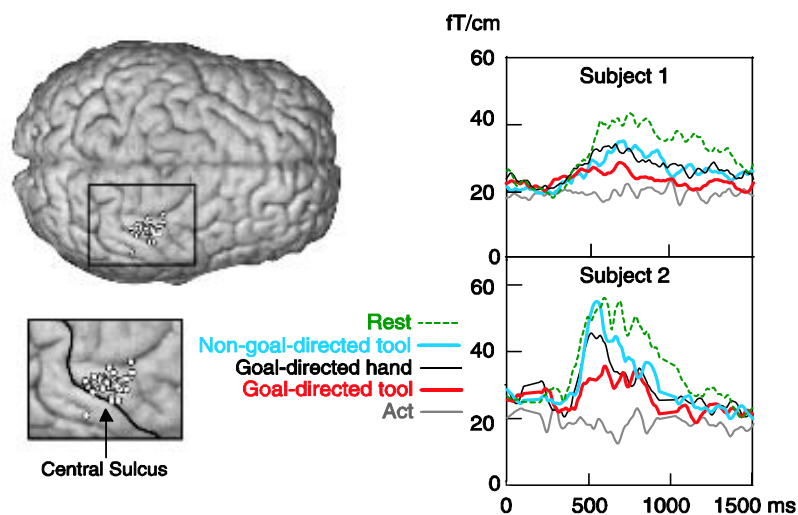 fT/cm
60
Subject 1
40
20
0
Subject 2
60
40
20
0
0 500 1000 1500 ms
Rest
Non-goal-directed tool
Goal-directed hand
Goal-directed tool
Act
Central Sulcus